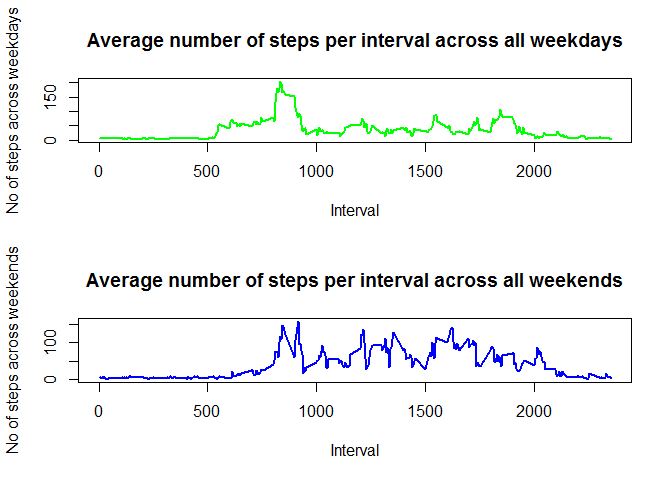 Average number of steps per interval across all weekdays
No of steps across weekdays
150
0
0 500 1000 1500 2000
Interval
Average number of steps per interval across all weekends
No of steps across weekends
100
0
0 500 1000 1500 2000
Interval